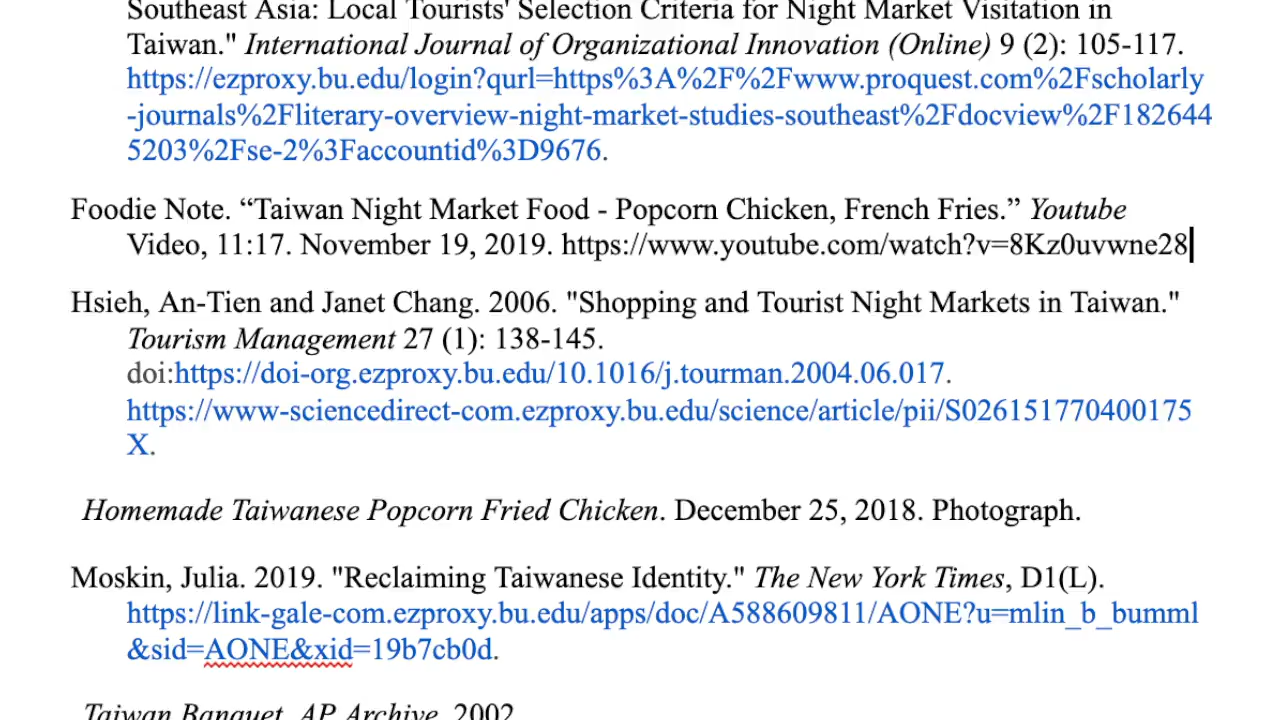 Southeast Asia: Local Tourists' Selection Criteria for Night Market Visitation in
Taiwan." International Journal of Organizational Innovation (Online) 9 (2): 105-117.
https://ezproxy.bu.edu/login?qurl=https%3A%2F%2Fwww.proquest.com%2Fscholarly
-journals%2Fliterary-overview-night-market-studies-southeast%2Fdocview%2F182644
5203%2Fse-2%3Faccountid%3D9676.
Foodie Note. “Taiwan Night Market Food - Popcorn Chicken, French Fries.” Youtube
Video, 11:17. November 19, 2019. https://www.youtube.com/watch?v=8Kz0uvwne28
Hsieh, An-Tien and Janet Chang. 2006. "Shopping and Tourist Night Markets in Taiwan."
Tourism Management 27 (1): 138-145.
doi:https://doi-org.ezproxy.bu.edu/10.1016/j.tourman.2004.06.017.
https://www-sciencedirect-com.ezproxy.bu.edu/science/article/pii/S026151770400175
X.
Homemade Taiwanese Popcorn Fried Chicken. December 25, 2018. Photograph.
Moskin, Julia. 2019. "Reclaiming Taiwanese Identity." The New York Times, D1(L).
https://link-gale-com.ezproxy.bu.edu/apps/doc/A588609811/AONE?u=mlin_b_bumml
&sid=AONE&xid=19b7cb0d.
Taiwan Banquet. AP Archive. 2002.